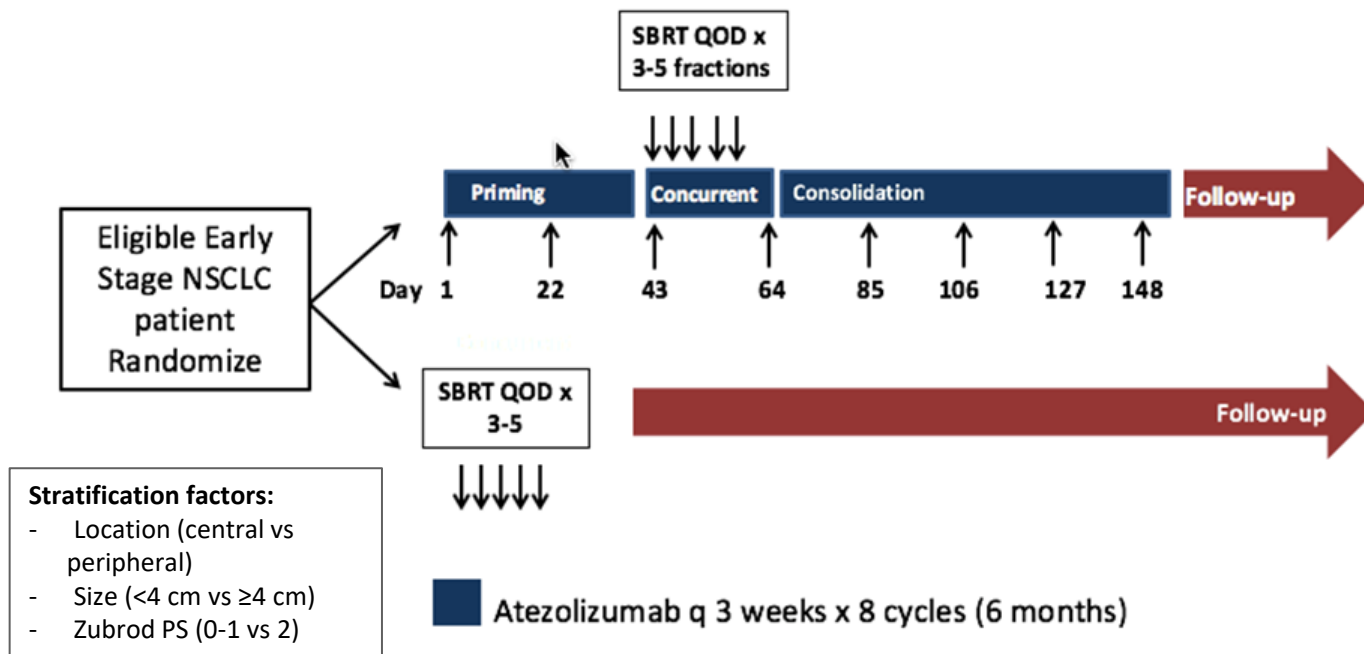 SBRT QOD x
3-5 fractions
Priming
Concurrent
Consolidation
Follow-up
Eligible Early
Stage NSCLC
patient
Randomize
Day 1 22 43 64 85 106 127 148
SBRT QOD x
3-5
Follow-up
Stratification factors:
- Location (central vs
peripheral)
- Size (<4 cm vs ≥4 cm)
- Zubrod PS (0-1 vs 2)
Atezolizumab q 3 weeks x 8 cycles (6 months)